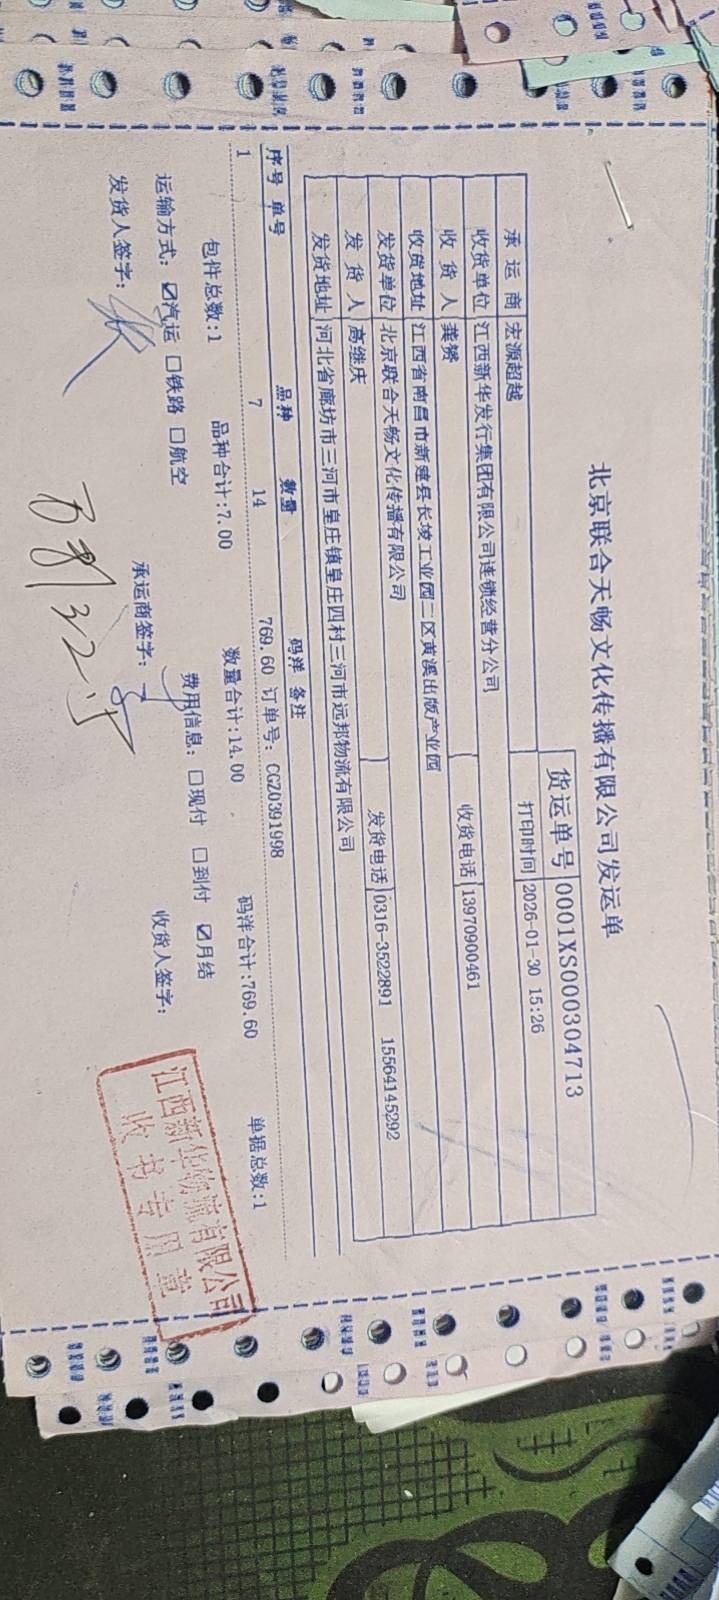 北京联合天畅文化传播有限公司发运单
货运单号 0001XS000304713
承运商 宏源超越 打印时间 2026-01-30 15:26
收货单位 江西新华发行集团有限公司连锁经营分公司
收货人 龚赟 收货电话 13970900461
收货地址 江西省南昌市新建县长堎工业园二区黄溪出版产业园
发货单位 北京联合天畅文化传播有限公司 发货电话 0316-3522891 15564145292
发货人 高继庆
发货地址 河北省廊坊市三河市皇庄镇皇庄四村三河市远邦物流有限公司
序号 单号 品种 数量 码洋 备注
1 7 14 769.60 订单号: CGZ0391998
包件总数:1 品种合计:7.00 数量合计:14.00 码洋合计:769.60 单据总数:1
运输方式: ☑汽运 □铁路 □航空 费用信息: □现付 □到付 ☑月结
发货人签字: 承运商签字: 收货人签字:
江西新华物流有限公司
收书专用章